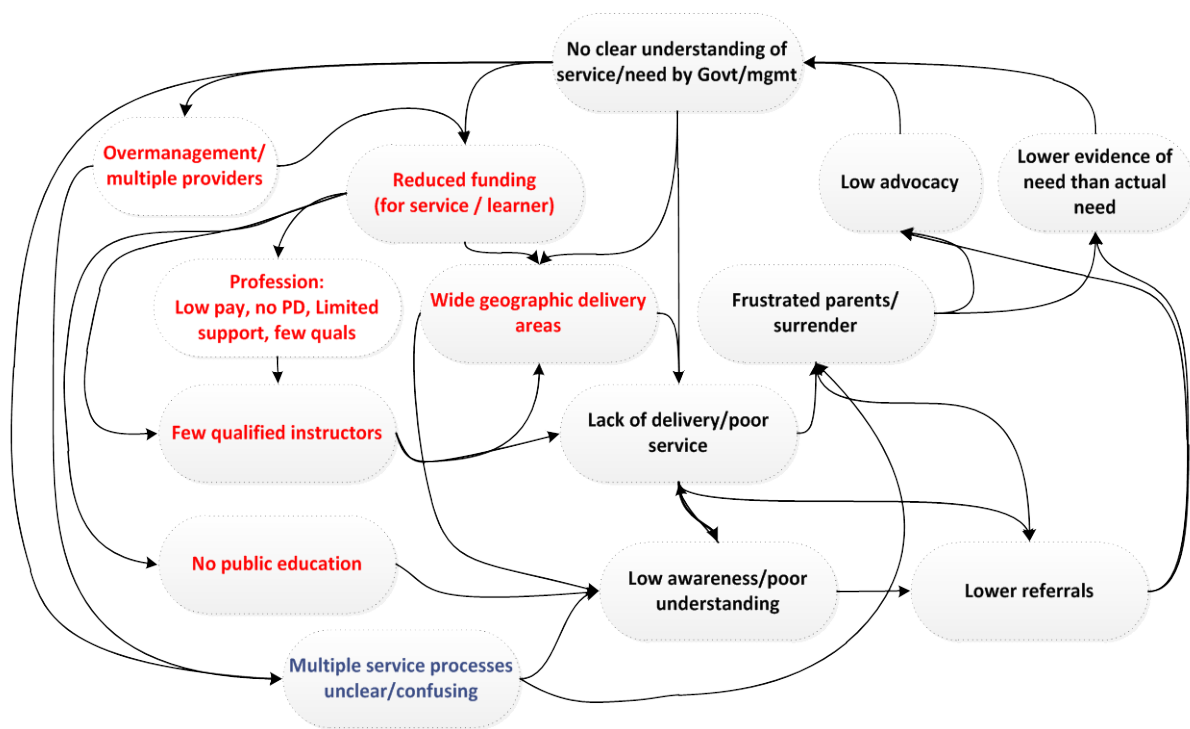 No clear understanding of
service/need by Govt/mgmt
Overmanagement/
multiple providers
Reduced funding
(for service / learner)
Low advocacy
Lower evidence of
need than actual
need
Profession:
Low pay, no PD, Limited
support, few quals
Wide geographic delivery
areas
Frustrated parents/
surrender
Few qualified instructors
Lack of delivery/poor
service
No public education
Low awareness/poor
understanding
Lower referrals
Multiple service processes
unclear/confusing